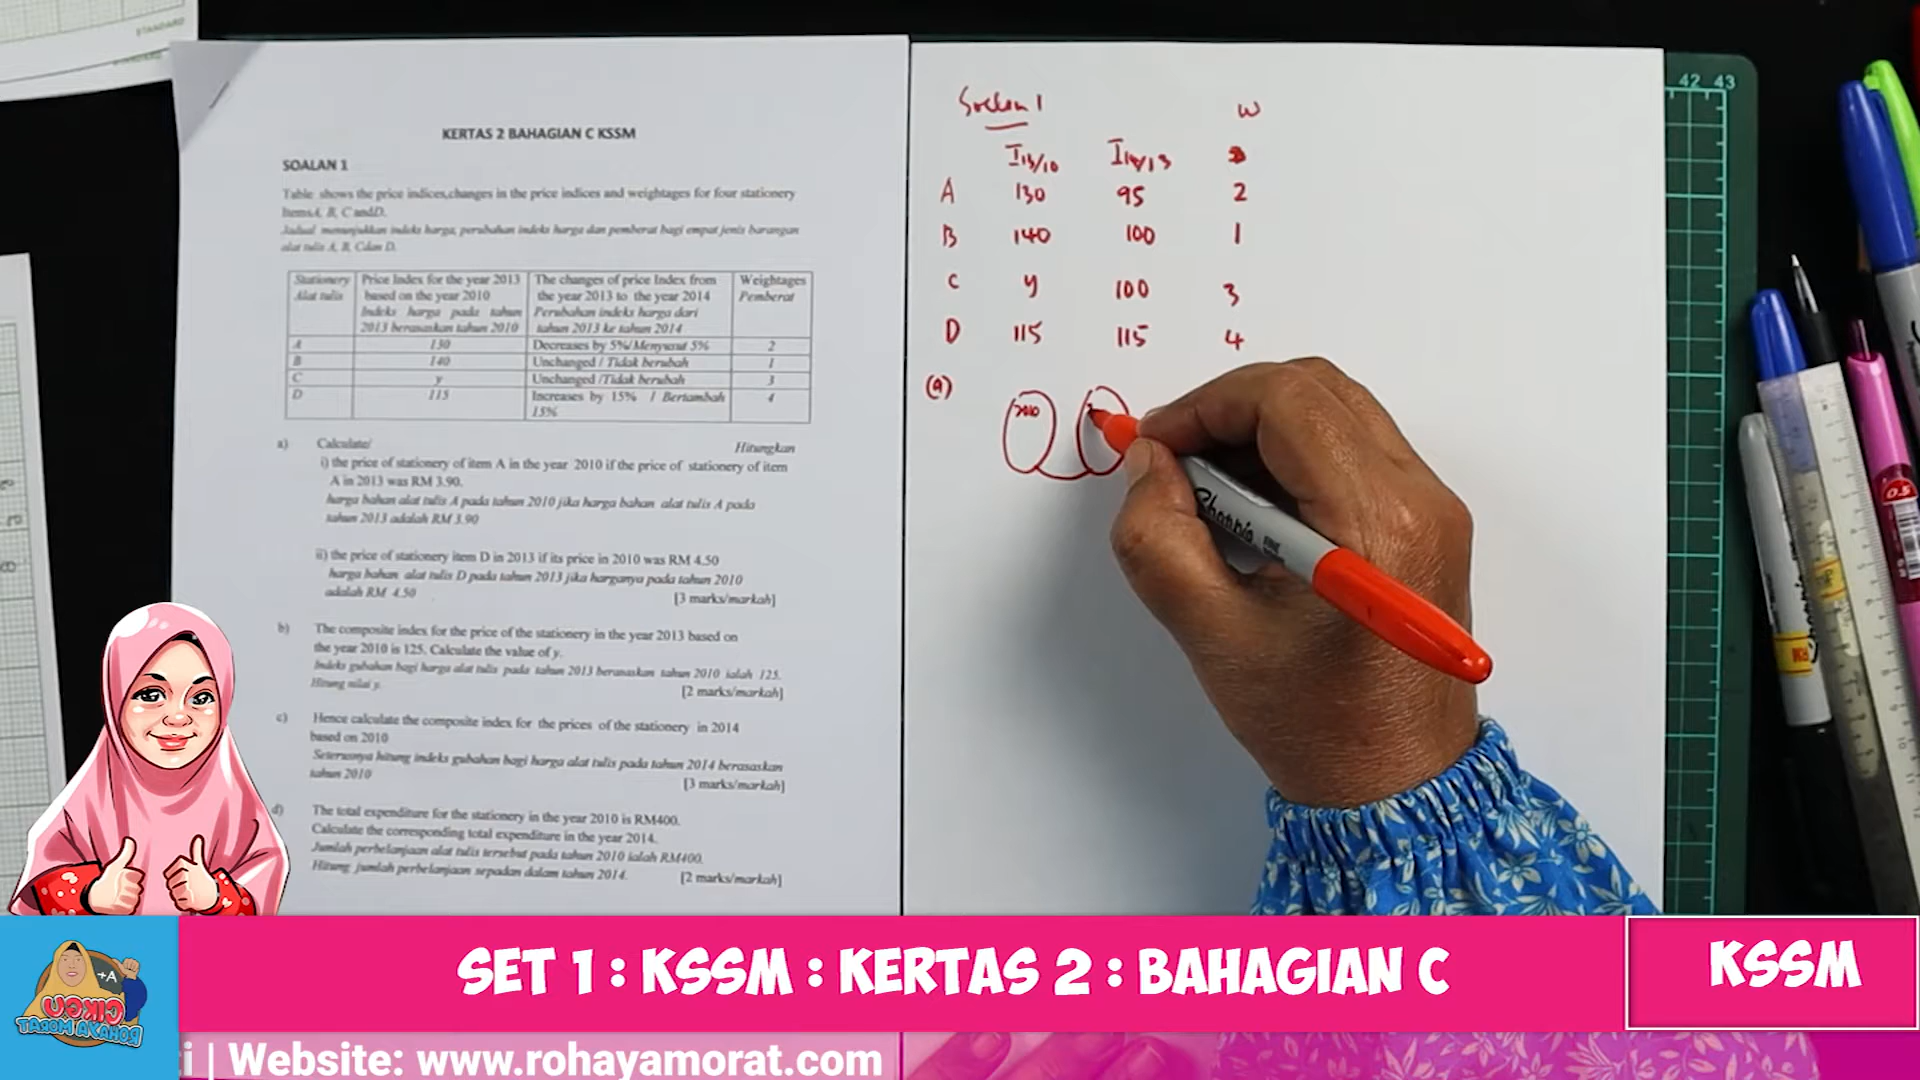 STANDARD
KERTAS 2 BAHAGIAN C KSSM
SOALAN 1
Table shows the price indices,changes in the price indices and weightages for four stationery
ItemsA, B, C andD.
Jadual menunjukkan indeks harga, perubahan indeks harga dan pemberat bagi empat jenis barangan
alat tulis A, B, Cdan D.
Stationery
Alat tulis
Price Index for the year 2013
based on the year 2010
Indeks harga pada tahun
2013 berasaskan tahun 2010
The changes of price Index from
the year 2013 to the year 2014
Perubahan indeks harga dari
tahun 2013 ke tahun 2014
Weightages
Pemberat
A 130 Decreases by 5%/Menyusut 5% 2
B 140 Unchanged / Tidak berubah 1
C y Unchanged /Tidak berubah 3
D 115 Increases by 15% / Bertambah 4
15%
a) Calculate/ Hitungkan
i) the price of stationery of item A in the year 2010 if the price of stationery of item
A in 2013 was RM 3.90.
harga bahan alat tulis A pada tahun 2010 jika harga bahan alat tulis A pada
tahun 2013 adalah RM 3.90
ii) the price of stationery item D in 2013 if its price in 2010 was RM 4.50
harga bahan alat tulis D pada tahun 2013 jika harganya pada tahun 2010
adalah RM 4.50
[3 marks/markah]
b) The composite index for the price of the stationery in the year 2013 based on
the year 2010 is 125. Calculate the value of y.
Indeks gubahan bagi harga alat tulis pada tahun 2013 berasaskan tahun 2010 ialah 125.
Hitung nilai y.
[2 marks/markah]
c) Hence calculate the composite index for the prices of the stationery in 2014
based on 2010
Seterusnya hitung indeks gubahan bagi harga alat tulis pada tahun 2014 berasaskan
tahun 2010
[3 marks/markah]
d) The total expenditure for the stationery in the year 2010 is RM400.
Calculate the corresponding total expenditure in the year 2014.
Jumlah perbelanjaan alat tulis tersebut pada tahun 2010 ialah RM400.
Hitung jumlah perbelanjaan sepadan dalam tahun 2014. [2 marks/markah]
Soalan 1
W
I13/10 I14/13
A 130 95 2
B 140 100 1
C y 100 3
D 115 115 4
(a)
2010
Sharpie
42 43
0.5
SET 1 : KSSM : KERTAS 2 : BAHAGIAN C
KSSM
+A
CIKGU
ROHAYA MORAT
| Website: www.rohayamorat.com